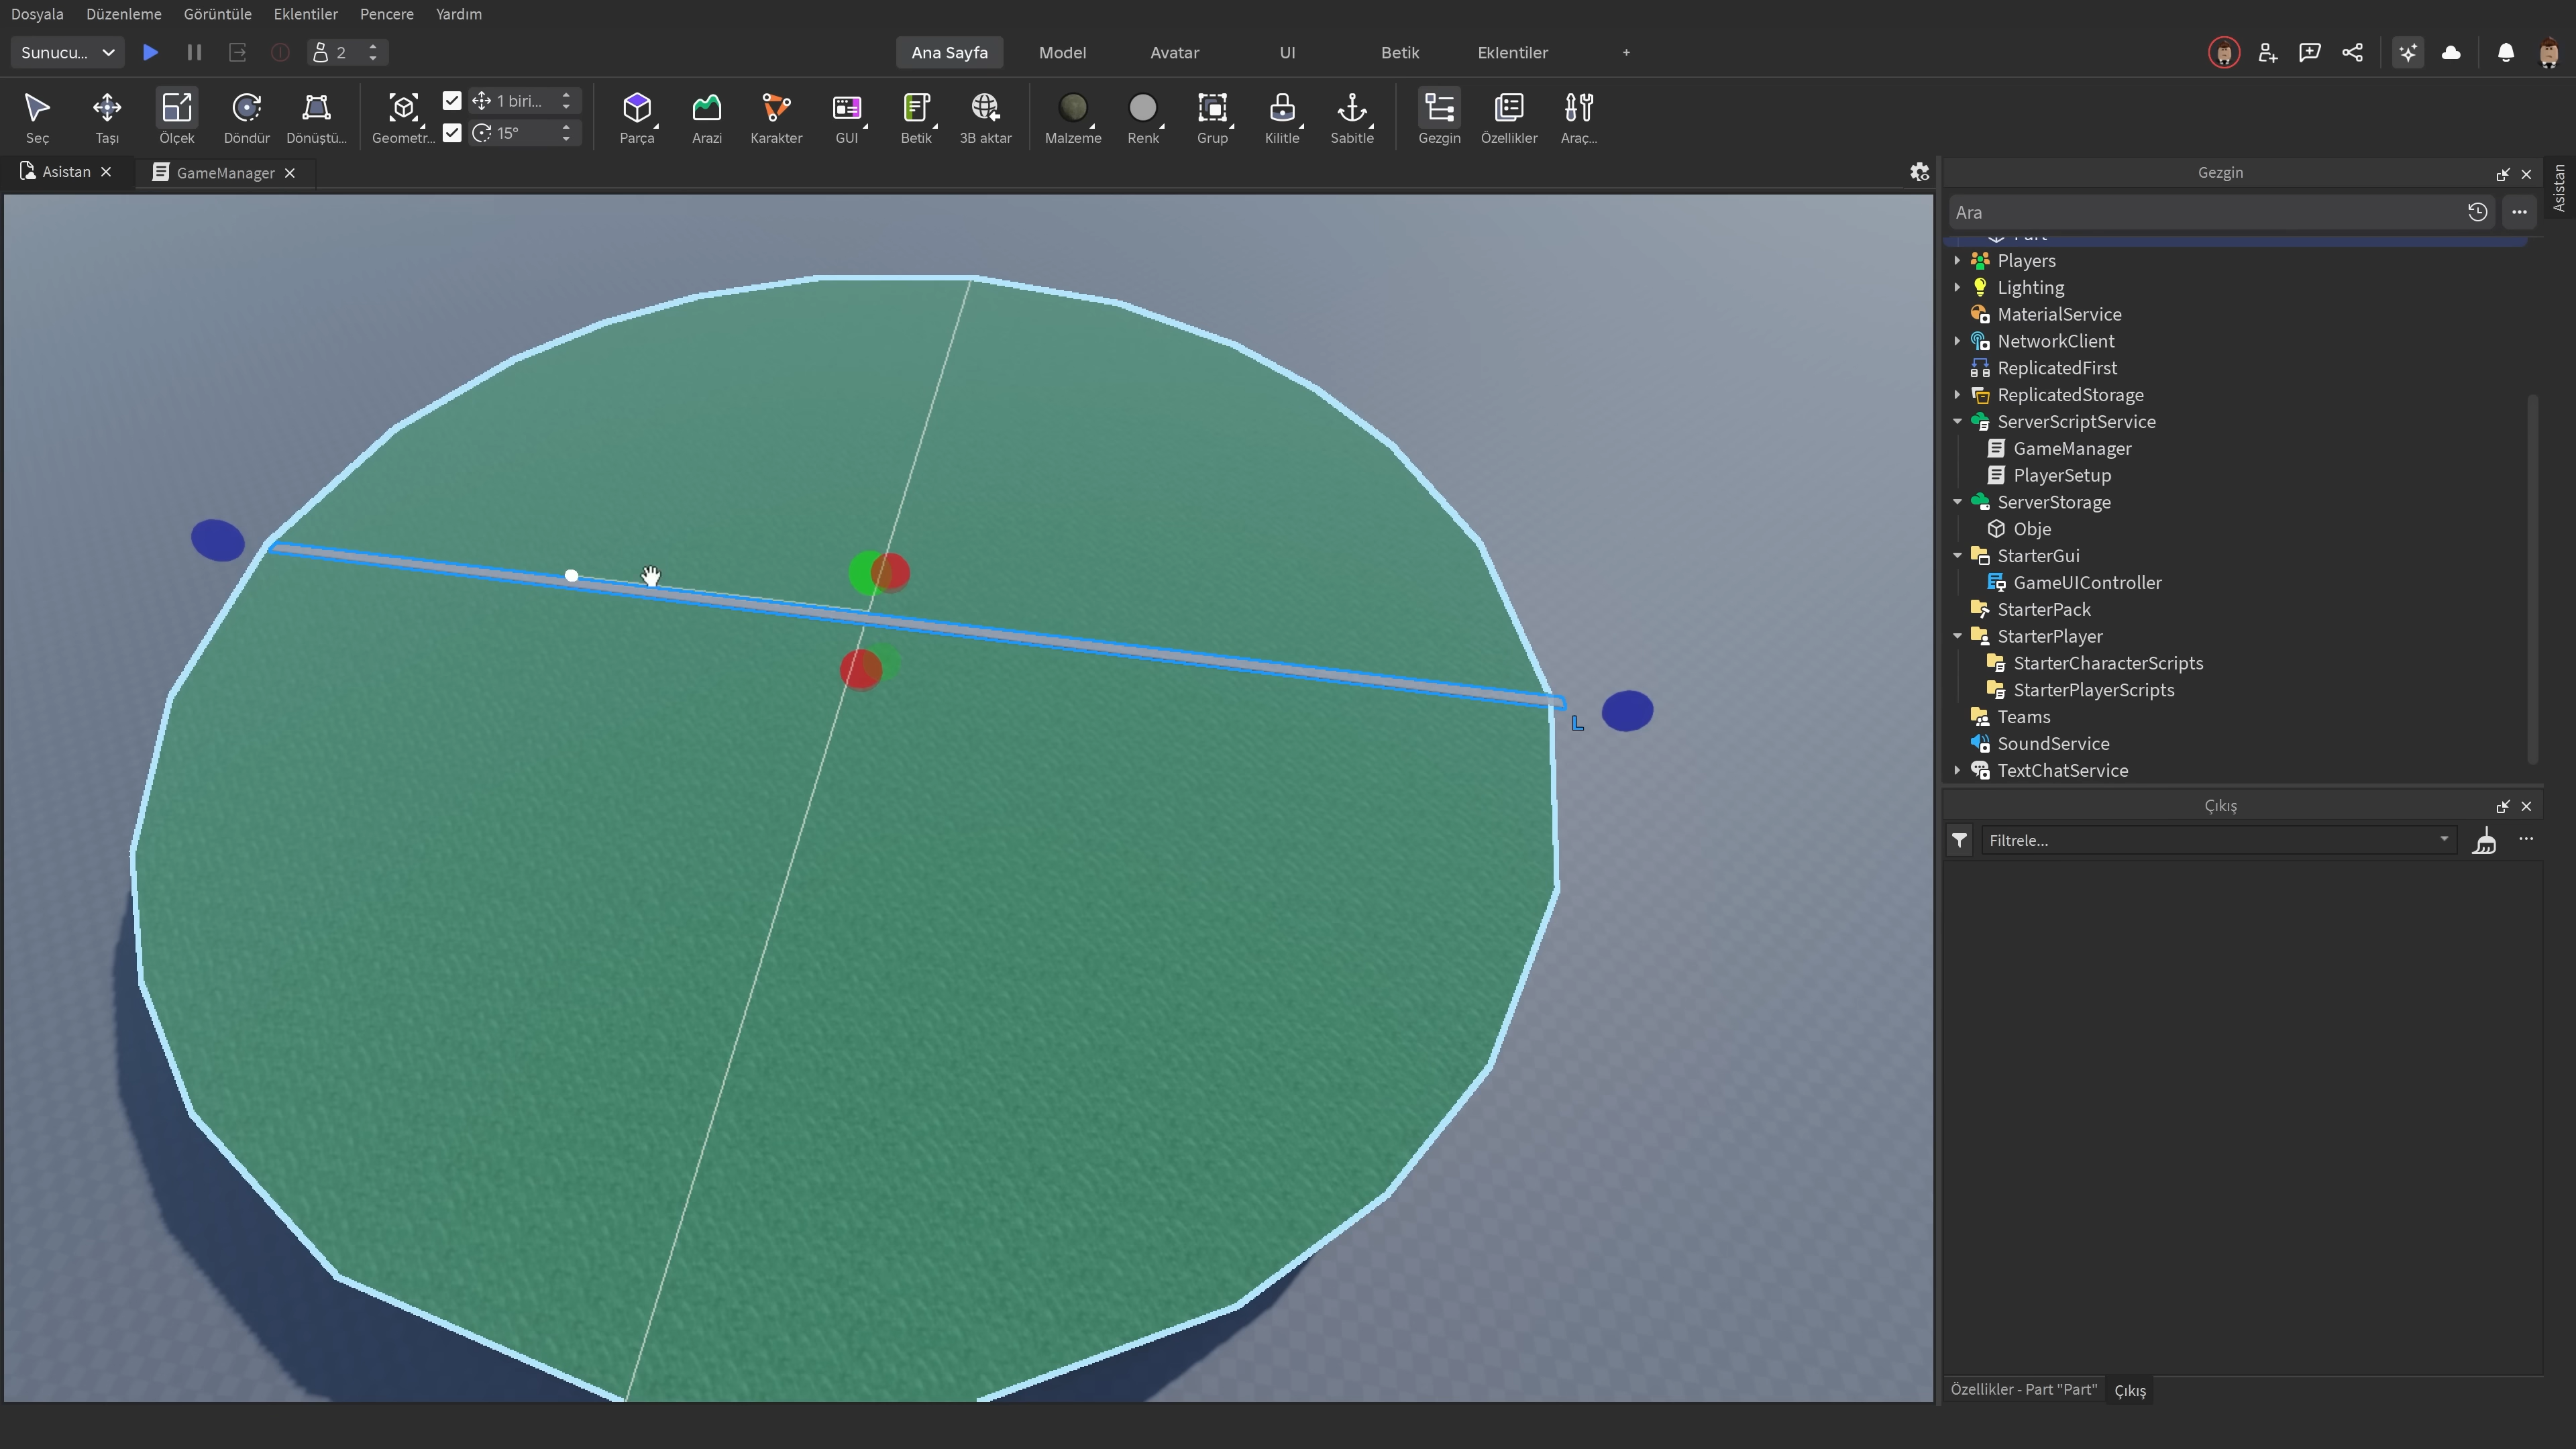 Dosyala Düzenleme Görüntüle Eklentiler Pencere Yardım
Sunucu... 2 Ana Sayfa Model Avatar UI Betik Eklentiler +
1 biri...
15°
Seç Taşı Ölçek Döndür Dönüştü... Geometr... Parça Arazi Karakter GUI Betik 3B aktar Malzeme Renk Grup Kilitle Sabitle Gezgin Özellikler Araç...
Asistan GameManager
Gezgin
Asistan
Ara
Part
Players
Lighting
MaterialService
NetworkClient
ReplicatedFirst
ReplicatedStorage
ServerScriptService
GameManager
PlayerSetup
ServerStorage
Obje
StarterGui
GameUIController
StarterPack
StarterPlayer
StarterCharacterScripts
StarterPlayerScripts
Teams
SoundService
TextChatService
L
Çıkış
Filtrele...
Özellikler - Part "Part" Çıkış